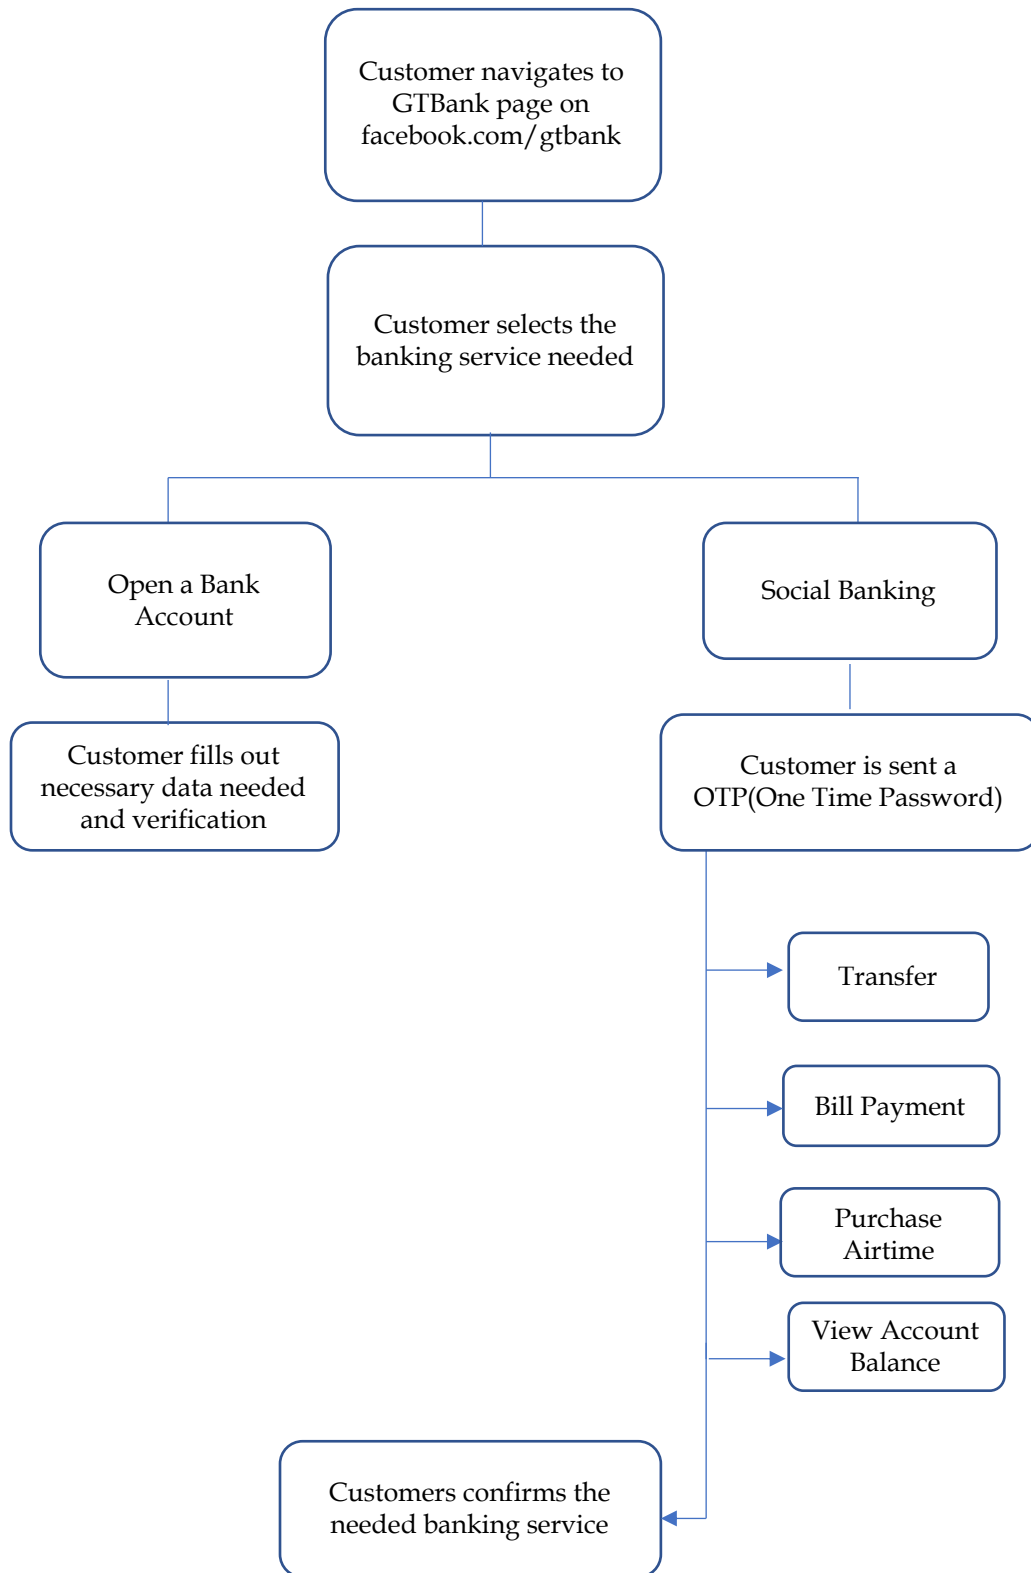 Customer navigates to
GTBank page on
facebook.com/gtbank
Customer selects the
banking service needed
Open a Bank
Account
Social Banking
Customer fills out
necessary data needed
and verification
Customer is sent a
OTP(One Time Password)
Transfer
Bill Payment
Purchase
Airtime
View Account
Balance
Customers confirms the
needed banking service